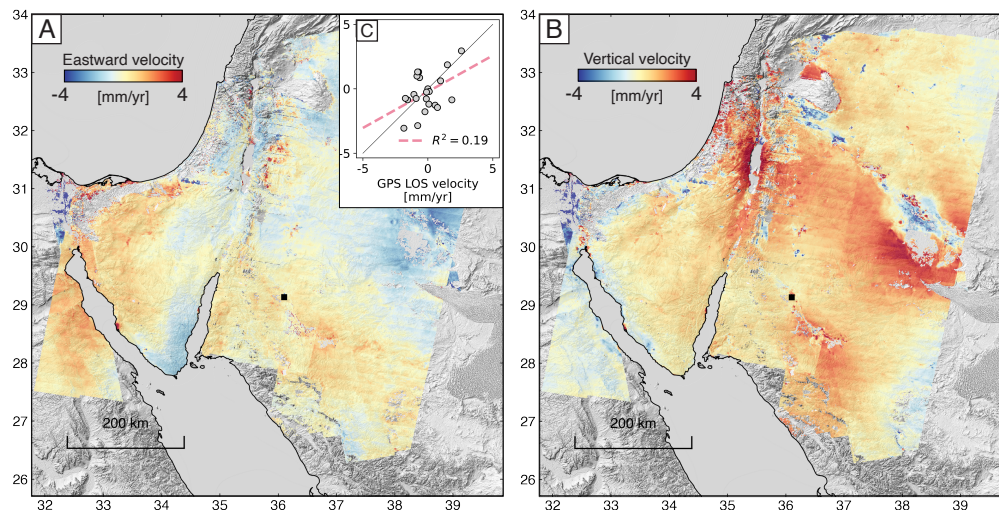 A
Eastward velocity
-4 4
[mm/yr]
C
5
0
5
-5 0 5
R² = 0.19
GPS LOS velocity
[mm/yr]
200 km
34
33
32
31
30
29
28
27
26
32 33 34 35 36 37 38 39
B
Vertical velocity
-4 4
[mm/yr]
200 km
34
33
32
31
30
29
28
27
26
32 33 34 35 36 37 38 39